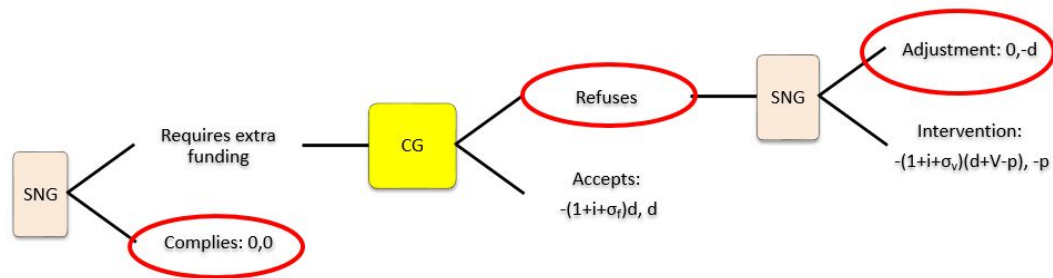 SNG
Requires extra
funding
Complies: 0,0
CG
Refuses
Accepts:
-(1+i+σf)d, d
SNG
Adjustment: 0,-d
Intervention:
-(1+i+σv)(d+V-p), -p